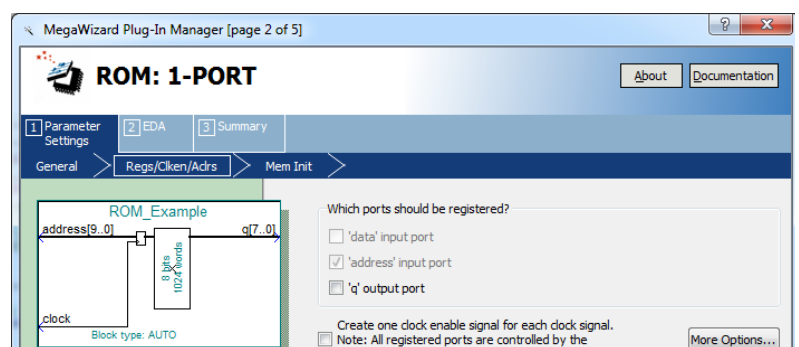 MegaWizard Plug-In Manager [page 2 of 5]
ROM: 1-PORT
About
Documentation
1 Parameter Settings
2 EDA
3 Summary
General
Regs/Clken/Adrs
Mem Init
ROM_Example
address[9..0]
q[7..0]
8 bits
1024 words
clock
Block type: AUTO
Which ports should be registered?
'data' input port
'address' input port
'q' output port
Create one clock enable signal for each clock signal.
Note: All registered ports are controlled by the
More Options...